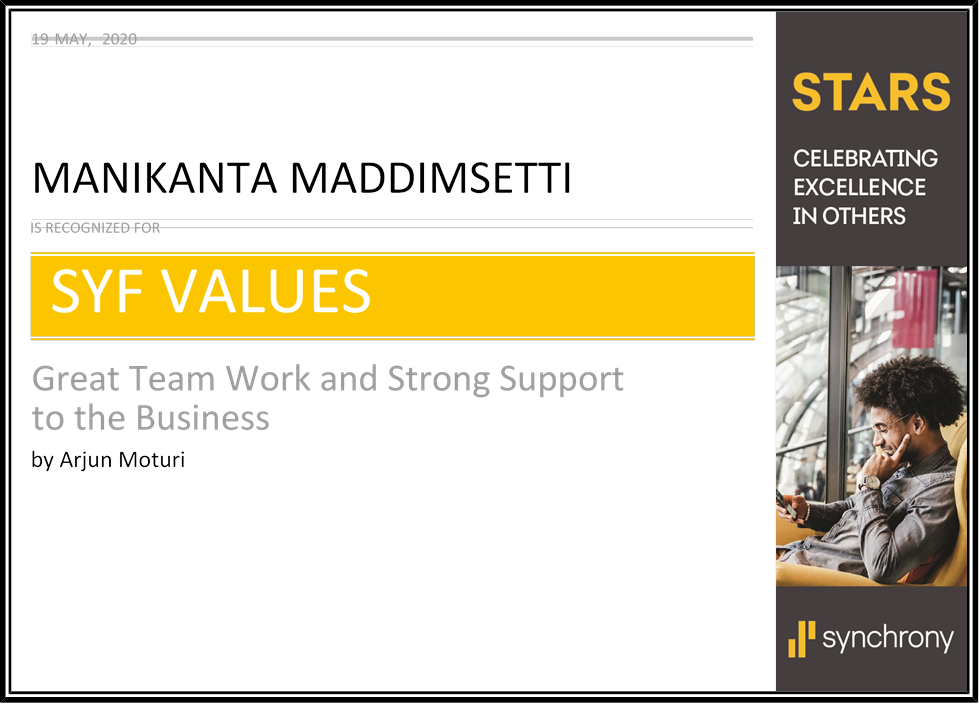 19 MAY, 2020
MANIKANTA MADDIMSETTI
IS RECOGNIZED FOR
SYF VALUES
Great Team Work and Strong Support
to the Business
by Arjun Moturi
STARS
CELEBRATING
EXCELLENCE
IN OTHERS
synchrony